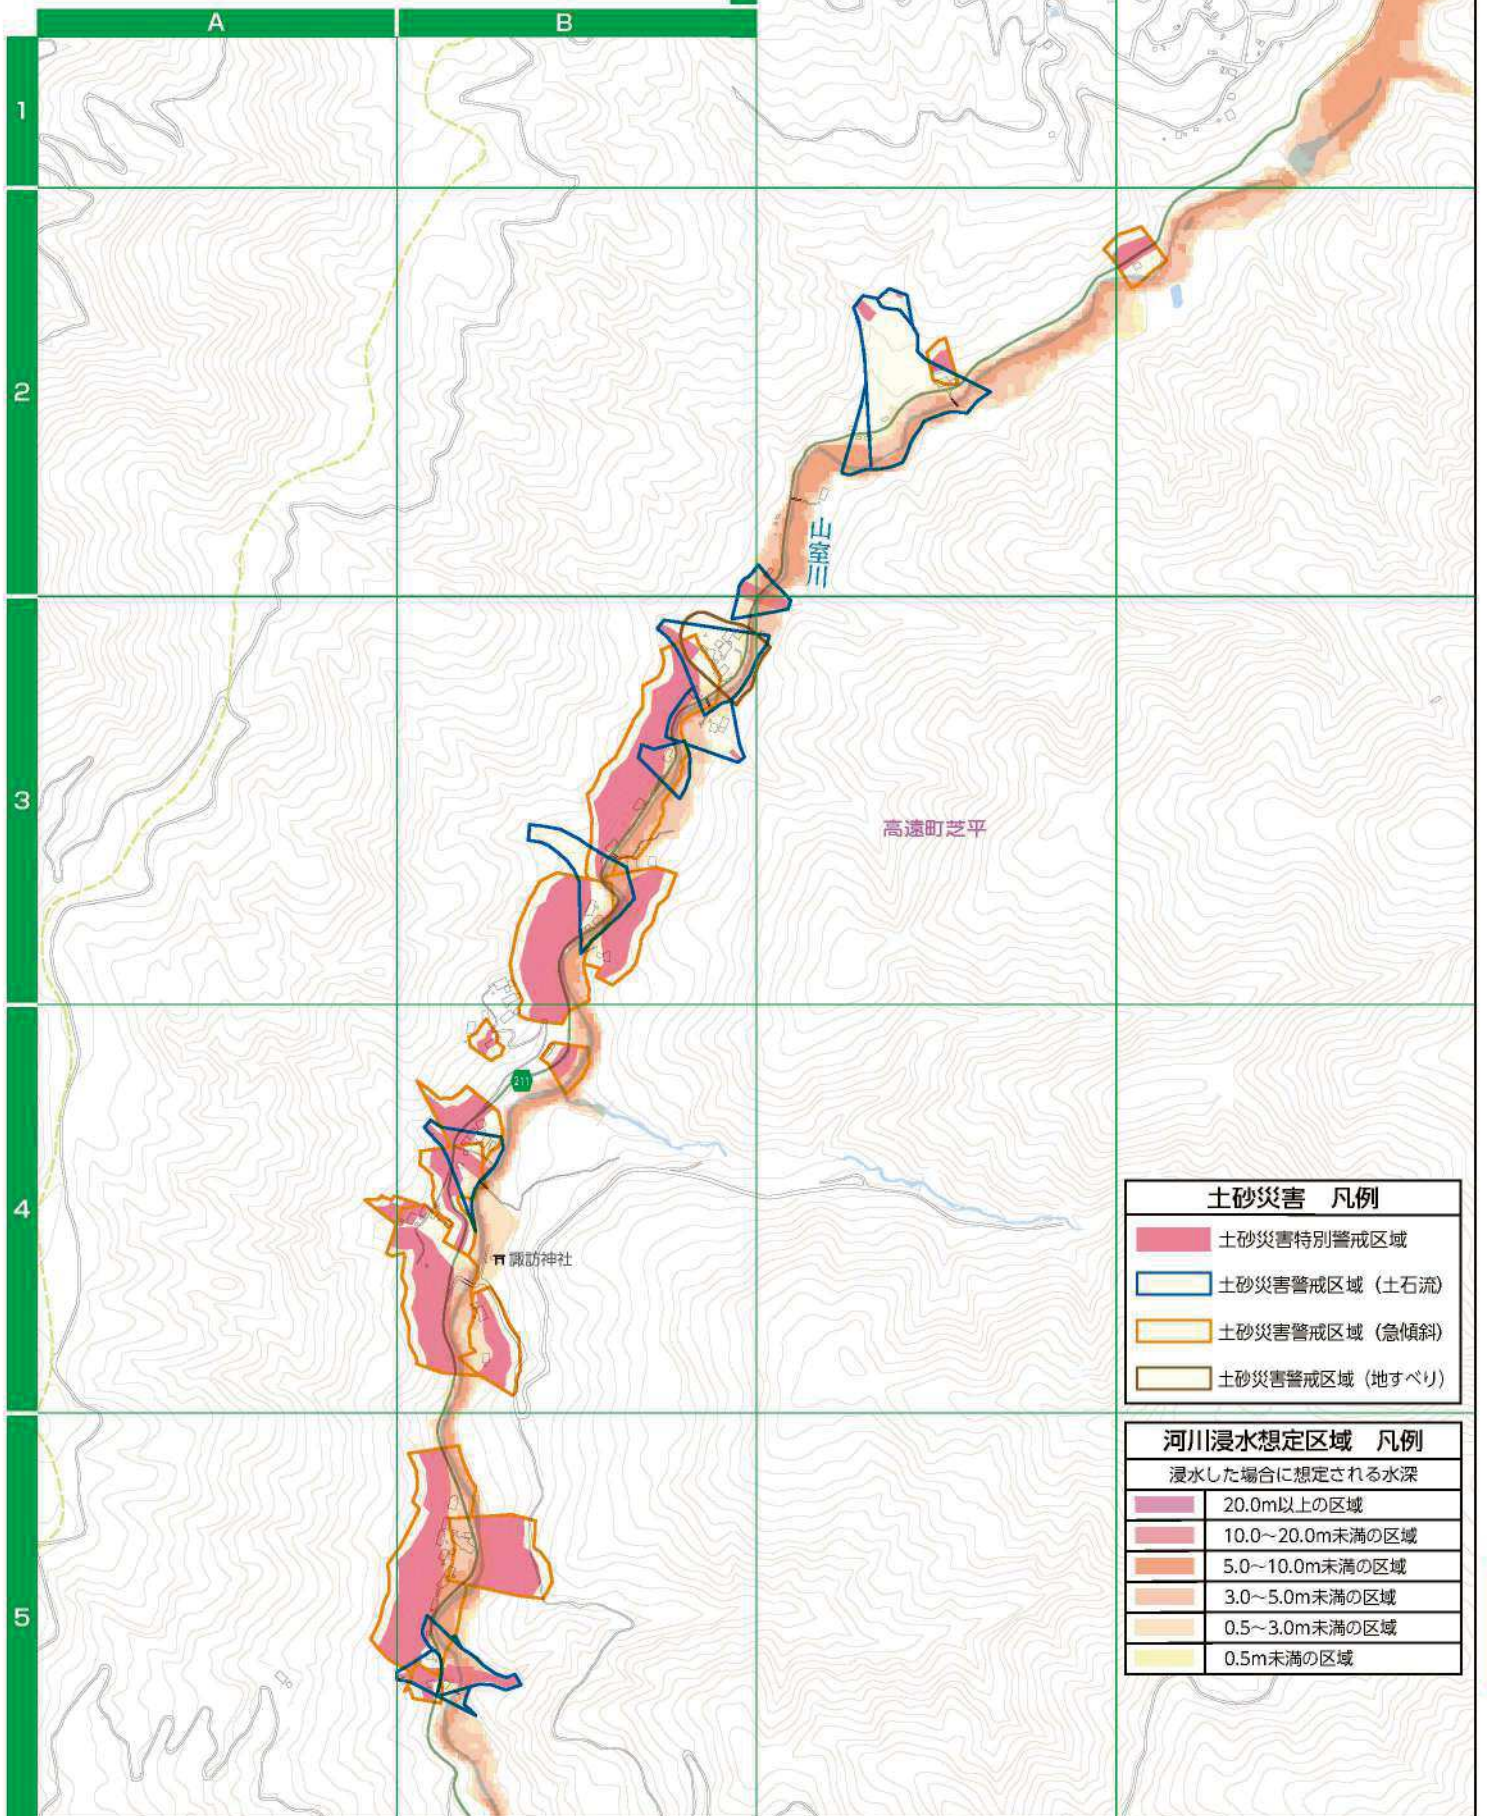 A
B
1
2
3
4
5
山室川
高遠町芝平
211
諏訪神社
土砂災害　凡例
土砂災害特別警戒区域
土砂災害警戒区域（土石流）
土砂災害警戒区域（急傾斜）
土砂災害警戒区域（地すべり）
河川浸水想定区域　凡例
浸水した場合に想定される水深
20.0m以上の区域
10.0～20.0m未満の区域
5.0～10.0m未満の区域
3.0～5.0m未満の区域
0.5～3.0m未満の区域
0.5m未満の区域